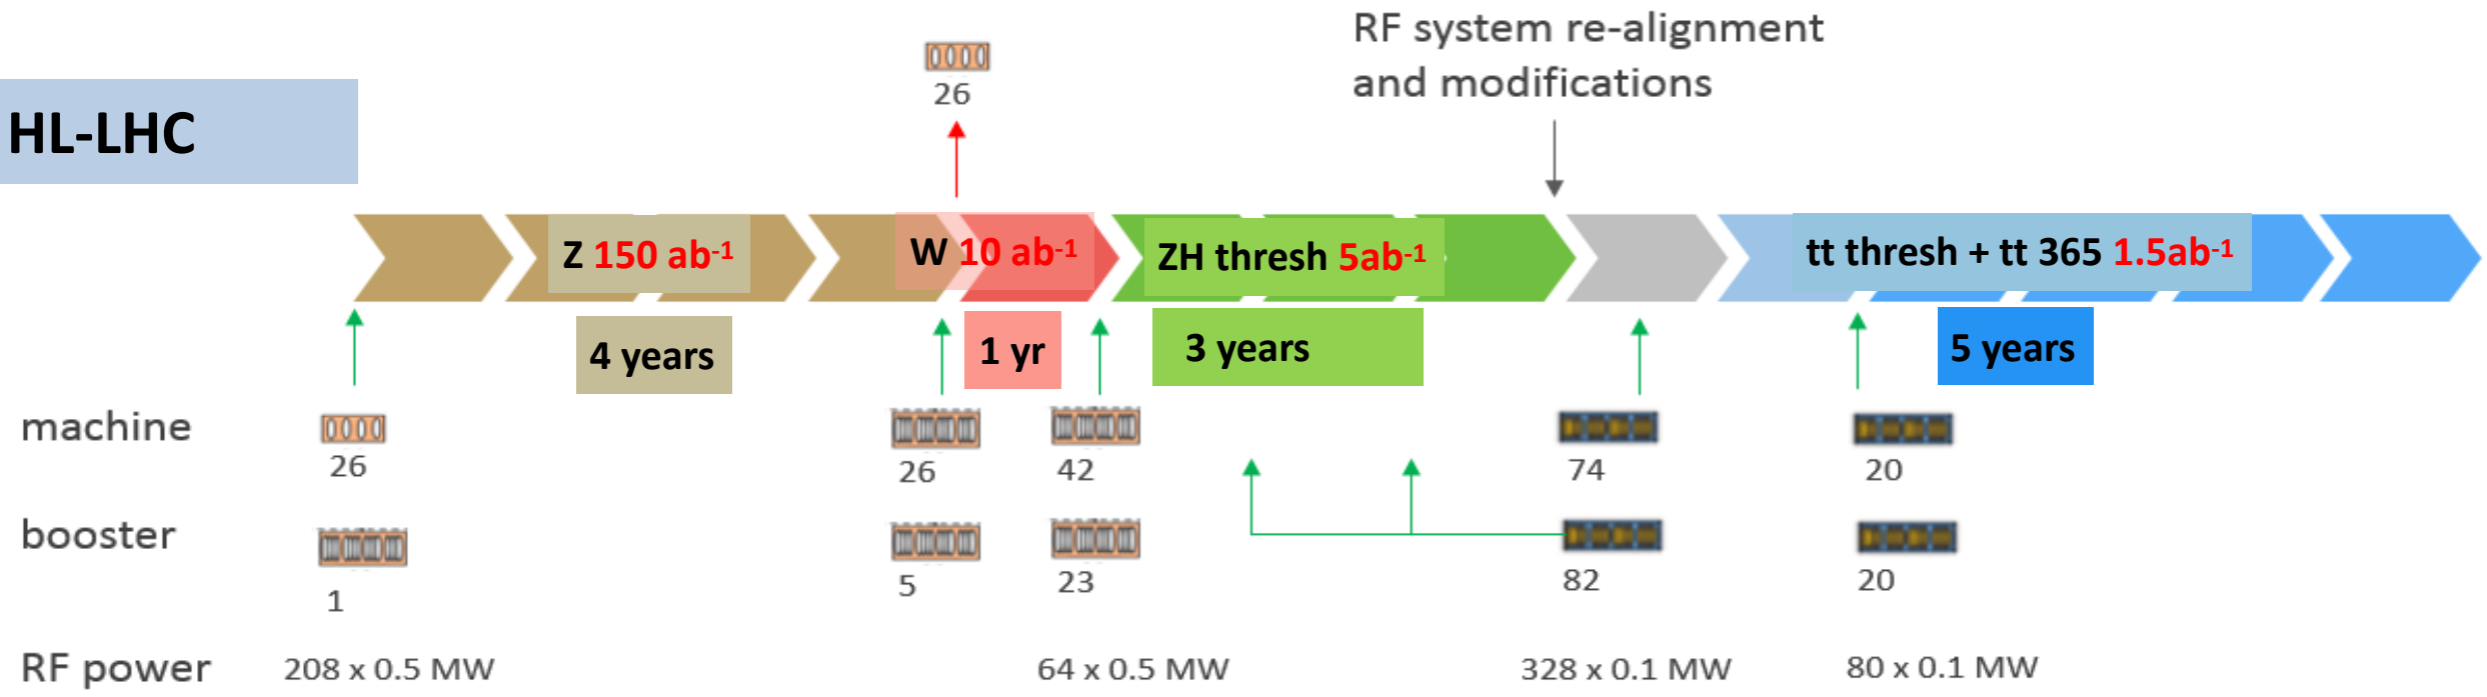 RF system re-alignment
and modifications
26
HL-LHC
Z 150 ab-1
W 10 ab-1
ZH thresh 5ab-1
tt thresh + tt 365 1.5ab-1
4 years
1 yr
3 years
5 years
machine
26
26
42
74
20
booster
1
5
23
82
20
RF power
208 x 0.5 MW
64 x 0.5 MW
328 x 0.1 MW
80 x 0.1 MW